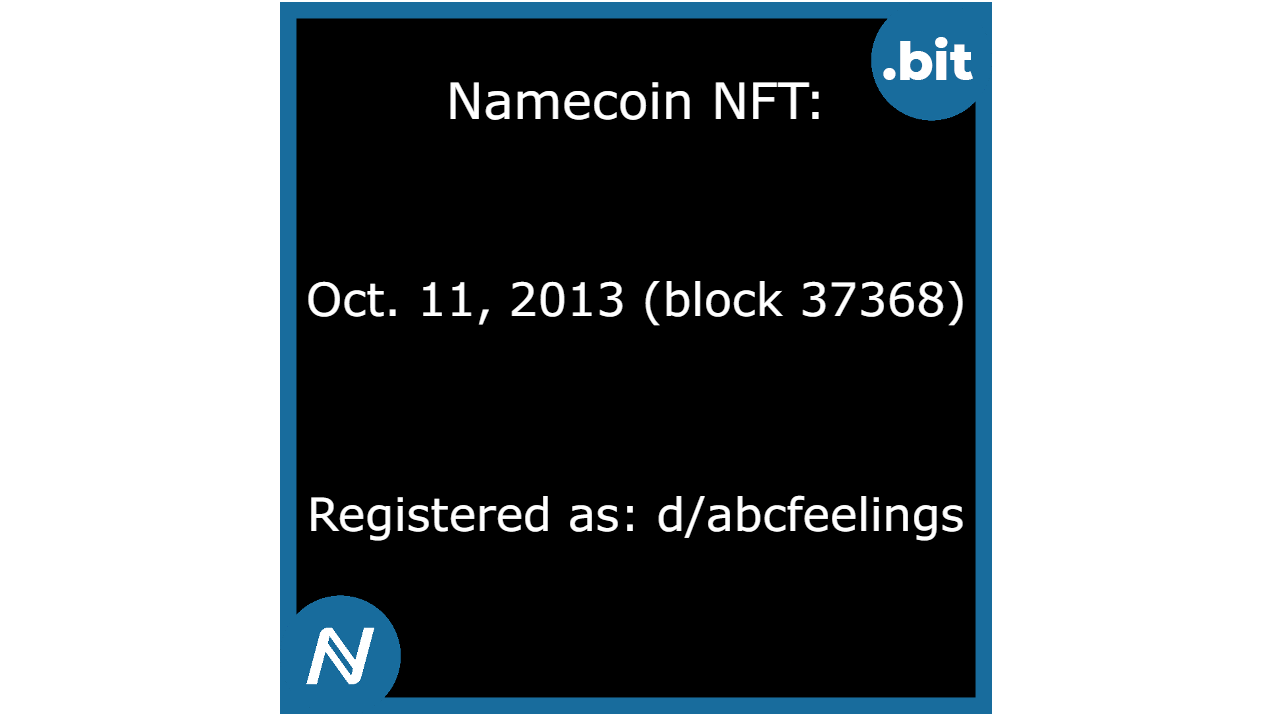 .bit
Namecoin NFT:
Oct. 11, 2013 (block 37368)
Registered as: d/abcfeelings
N